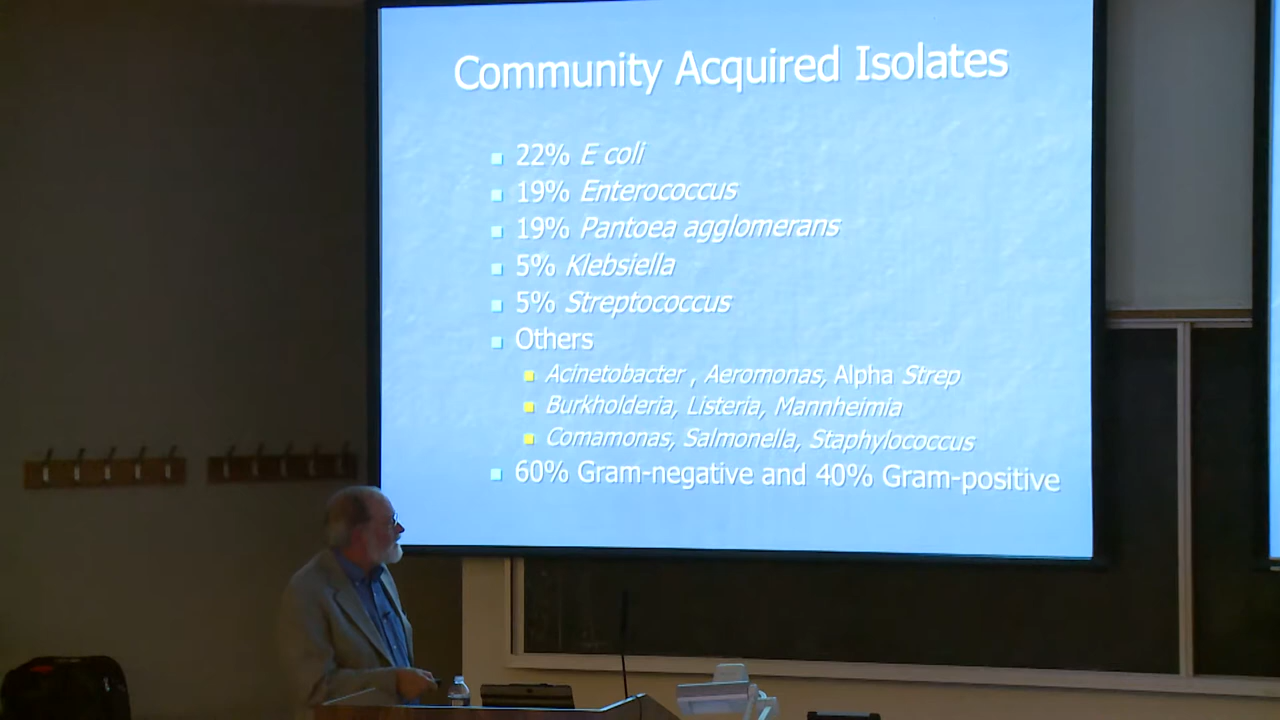 Community Acquired Isolates
22% E coli
19% Enterococcus
19% Pantoea agglomerans
5% Klebsiella
5% Streptococcus
Others
Acinetobacter , Aeromonas, Alpha Strep
Burkholderia, Listeria, Mannheimia
Comamonas, Salmonella, Staphylococcus
60% Gram-negative and 40% Gram-positive